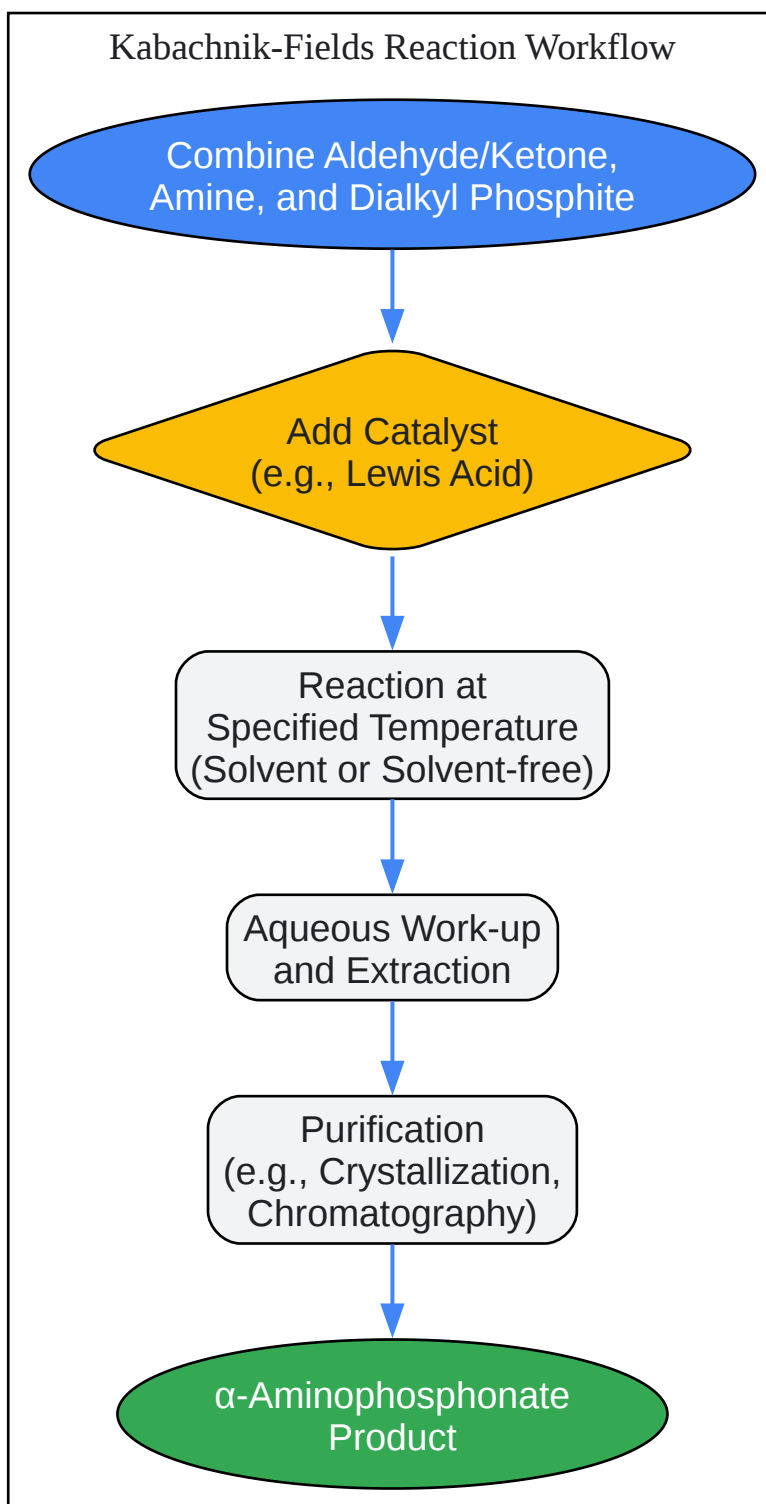 Kabachnik-Fields Reaction Workflow
Combine Aldehyde/Ketone,
Amine, and Dialkyl Phosphite
Add Catalyst
(e.g., Lewis Acid)
Reaction at
Specified Temperature
(Solvent or Solvent-free)
Aqueous Work-up
and Extraction
Purification
(e.g., Crystallization,
Chromatography)
α-Aminophosphonate
Product